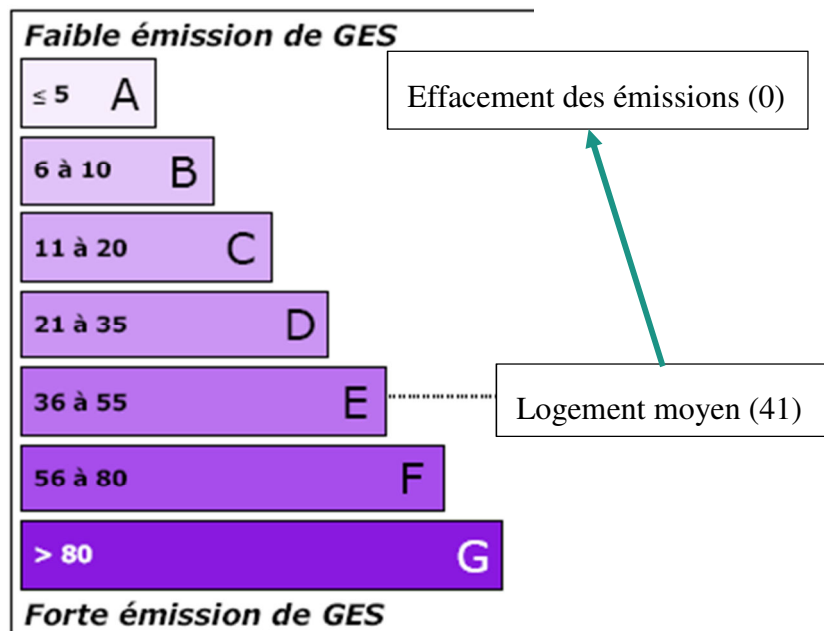 Faible émission de GES
≤ 5 A
Effacement des émissions (0)
6 à 10 B
11 à 20 C
21 à 35 D
36 à 55 E
Logement moyen (41)
56 à 80 F
> 80 G
Forte émission de GES